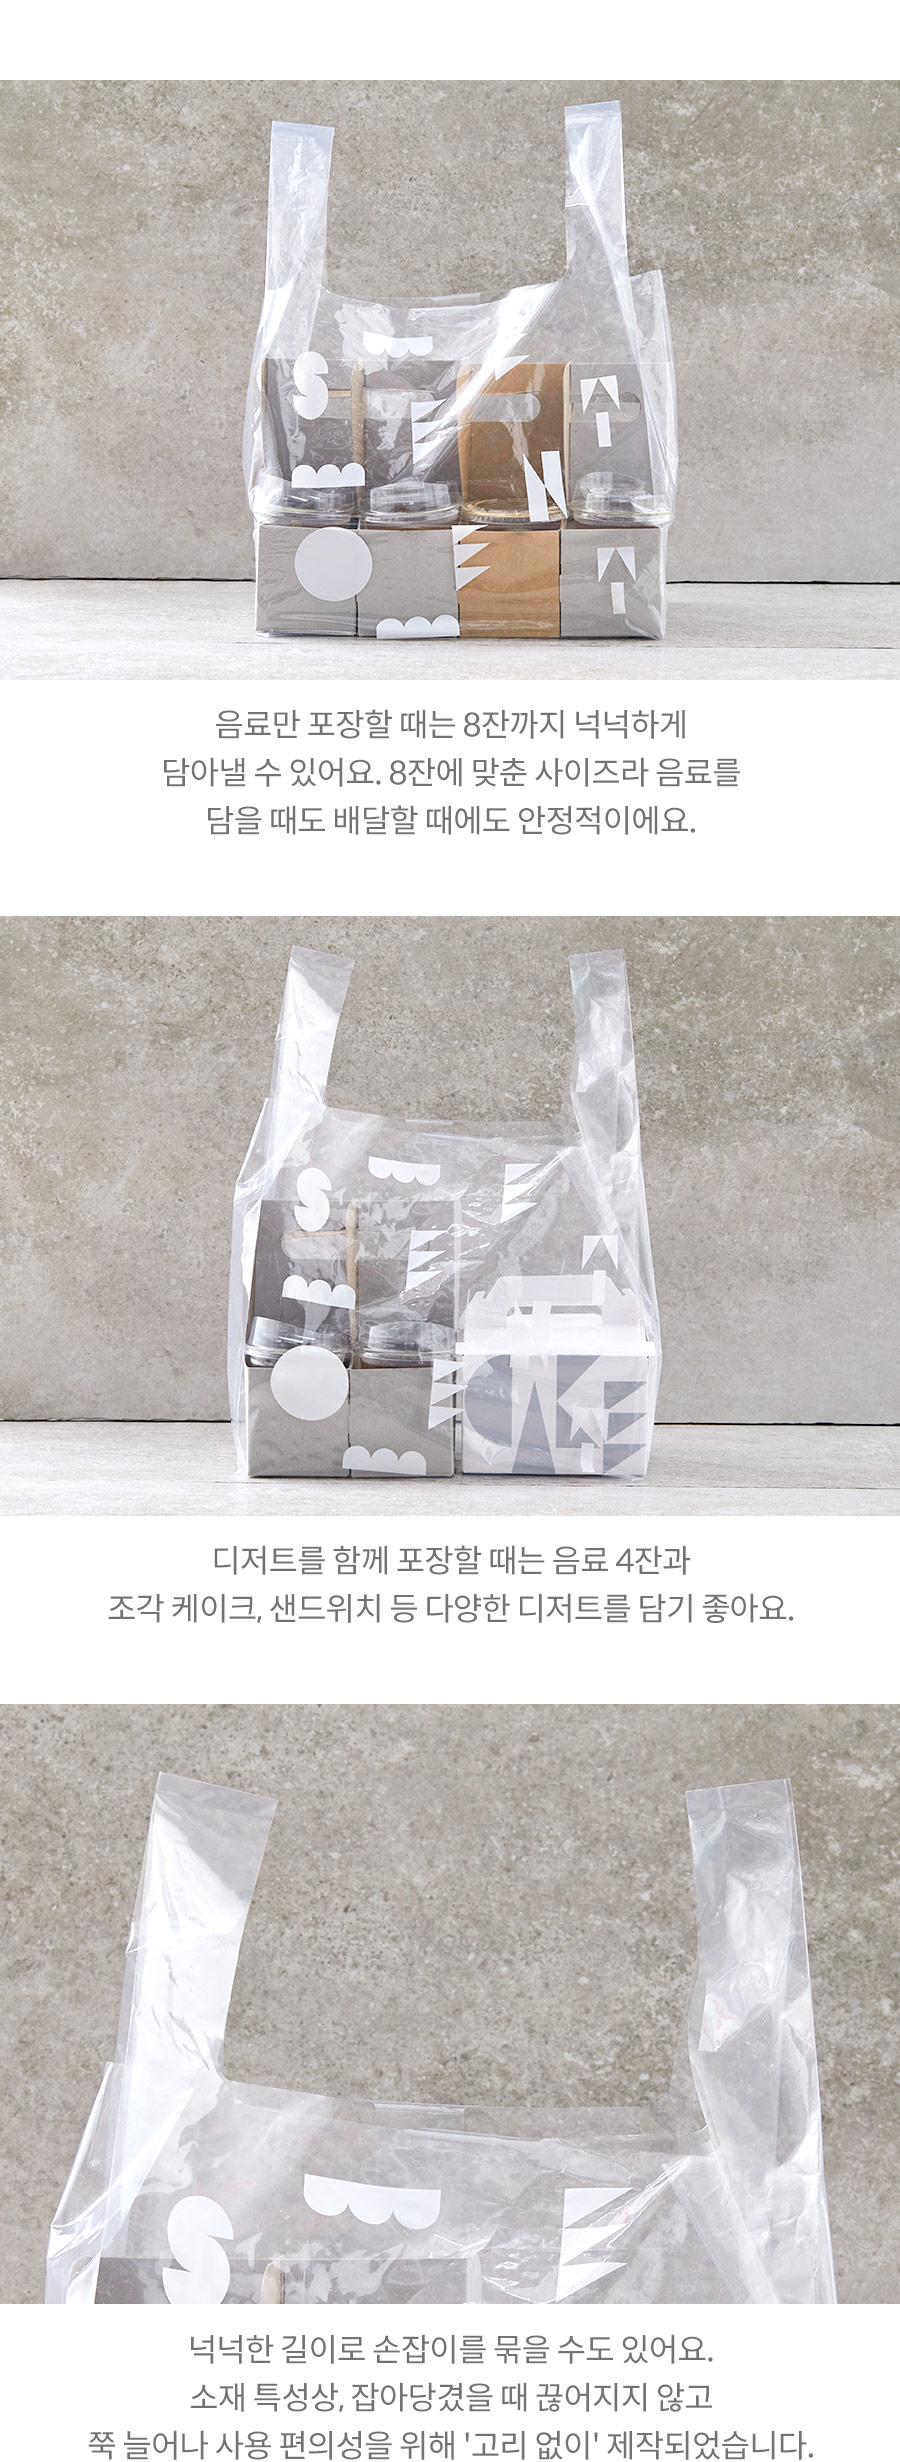 음료만 포장할 때는 8잔까지 넉넉하게
담아낼 수 있어요. 8잔에 맞춘 사이즈라 음료를
담을 때도 배달할 때에도 안정적이에요.
디저트를 함께 포장할 때는 음료 4잔과
조각 케이크, 샌드위치 등 다양한 디저트를 담기 좋아요.
넉넉한 길이로 손잡이를 묶을 수도 있어요.
소재 특성상, 잡아당겼을 때 끊어지지 않고
쭉 늘어나 사용 편의성을 위해 '고리 없이' 제작되었습니다.